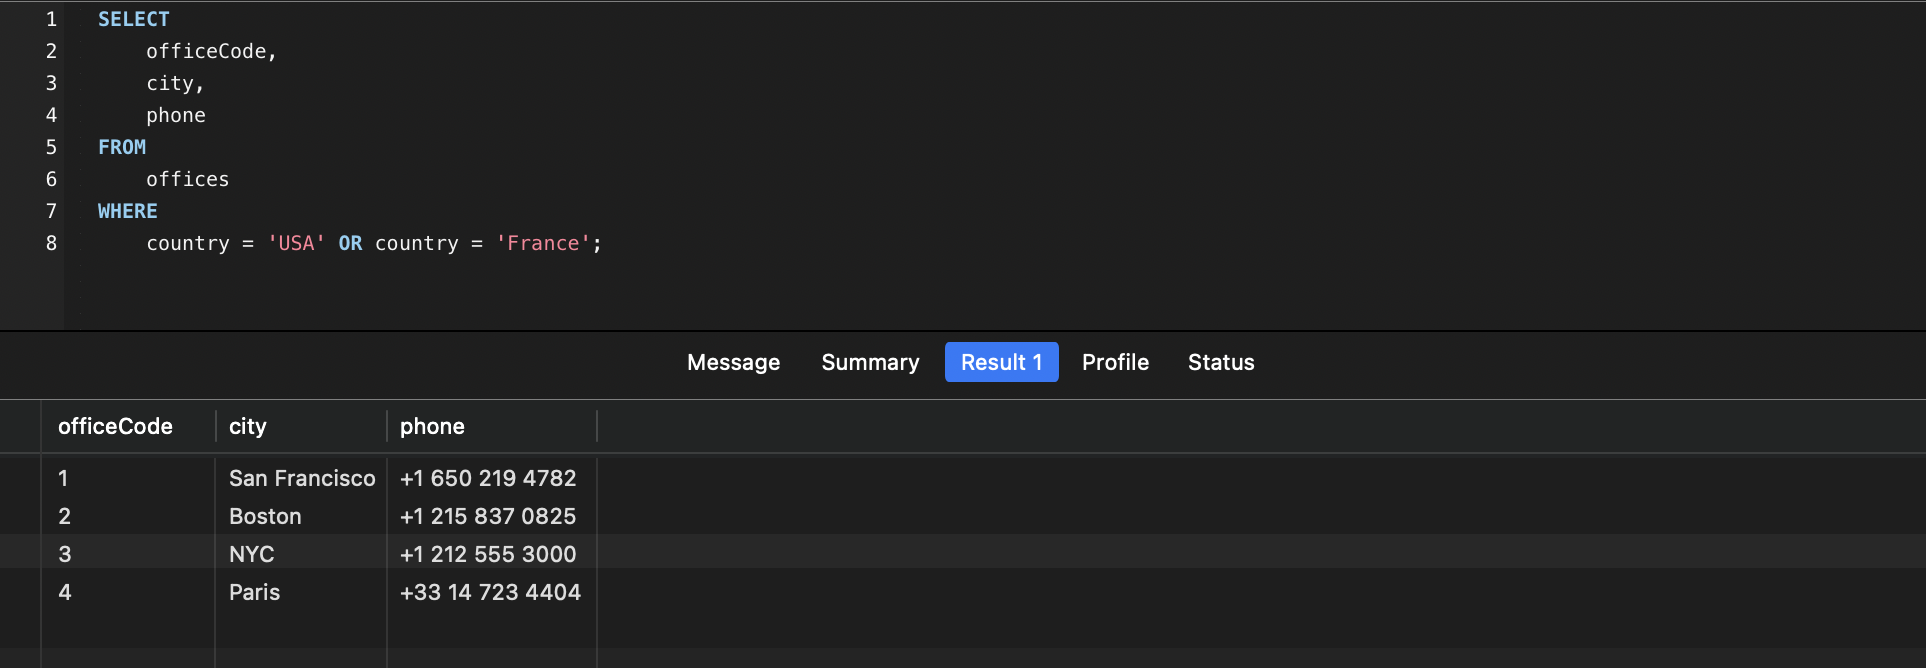 1 SELECT
2     officeCode,
3     city,
4     phone
5 FROM
6     offices
7 WHERE
8     country = 'USA' OR country = 'France';
Message Summary Result 1 Profile Status
officeCode city phone
1 San Francisco +1 650 219 4782
2 Boston +1 215 837 0825
3 NYC +1 212 555 3000
4 Paris +33 14 723 4404